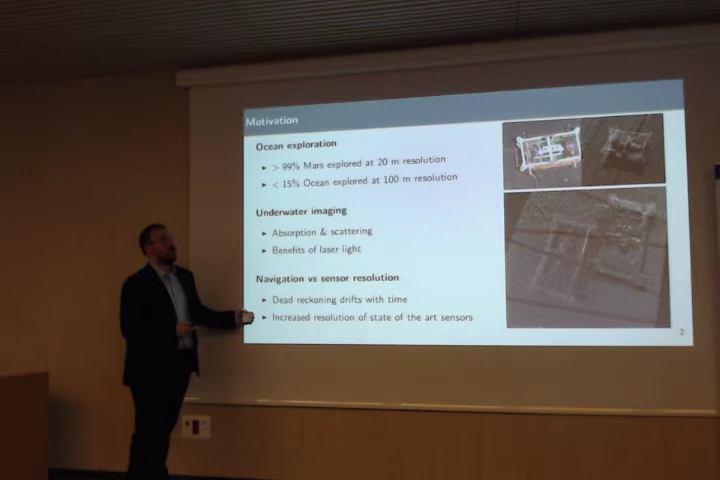 Motivation
Ocean exploration
▸ > 99% Mars explored at 20 m resolution
▸ < 15% Ocean explored at 100 m resolution
Underwater imaging
▸ Absorption & scattering
▸ Benefits of laser light
Navigation vs sensor resolution
▸ Dead reckoning drifts with time
▸ Increased resolution of state of the art sensors
2